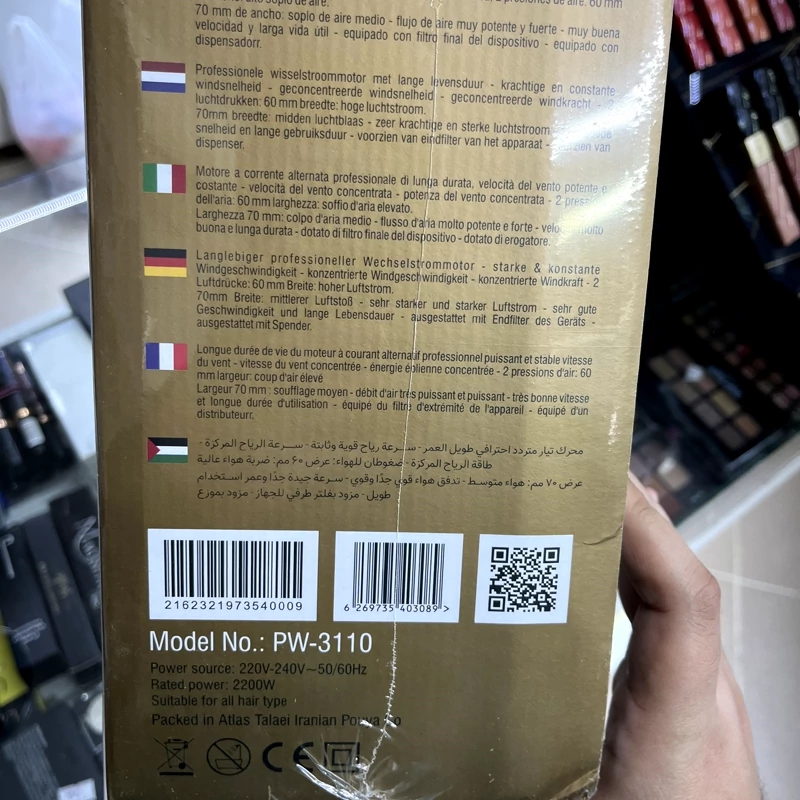 70 mm de ancho: soplo de aire medio - flujo de aire muy potente y fuerte - muy buena
velocidad y larga vida útil - equipado con filtro final del dispositivo - equipado con
dispensadorr.
Professionele wisselstroommotor met lange levensduur - krachtige en constante
windsnelheid - geconcentreerde windsnelheid - geconcentreerde windkracht - 2
luchtdrukken: 60 mm breedte: hoge luchtstroom.
70mm breedte: midden luchtblaas - zeer krachtige en sterke luchtstroom
snelheid en lange gebruiksduur - voorzien van eindfilter van het apparaat - voorzien van
dispenser.
Motore a corrente alternata professionale di lunga durata, velocità del vento potente e
costante - velocità del vento concentrata - potenza del vento concentrata - 2 pressioni
dell'aria: 60 mm larghezza: soffio d'aria elevato.
Larghezza 70 mm: colpo d'aria medio - flusso d'aria molto potente e forte - velocità molto
buona e lunga durata - dotato di filtro finale del dispositivo - dotato di erogatore.
Langlebiger professioneller Wechselstrommotor - starke & konstante
Windgeschwindigkeit - konzentrierte Windgeschwindigkeit - konzentrierte Windkraft - 2
Luftdrücke: 60 mm Breite: hoher Luftstrom.
70mm Breite: mittlerer Luftstoß - sehr starker und starker Luftstrom - sehr gute
Geschwindigkeit und lange Lebensdauer - ausgestattet mit Endfilter des Geräts -
ausgestattet mit Spender.
Longue durée de vie du moteur à courant alternatif professionnel puissant et stable vitesse
du vent - vitesse du vent concentrée - énergie éolienne concentrée - 2 pressions d'air: 60
mm largeur: coup d'air élevé
Largeur 70 mm : soufflage moyen - débit d'air très puissant et puissant - très bonne vitesse
et longue durée d'utilisation - équipé du filtre d'extrémité de l'appareil - équipé d'un
distributeurr.
محرك تيار متردد احترافي طويل العمر - سرعة رياح قوية وثابتة - سرعة الرياح المركزة -
طاقة الرياح المركزة - ضغوطان للهواء: عرض ٦٠ مم: ضربة هواء عالية
عرض ٧٠ مم: هواء متوسط - تدفق هواء قوي جدًا وقوي - سرعة جيدة جدًا وعمر استخدام
طويل - مزود بفلتر طرفي للجهاز - مزود بموزع
2162321973540009
6 269735 403089 >
Model No.: PW-3110
Power source: 220V-240V~50/60Hz
Rated power: 2200W
Suitable for all hair type
Packed in Atlas Talaei Iranian Pouya Co
CE